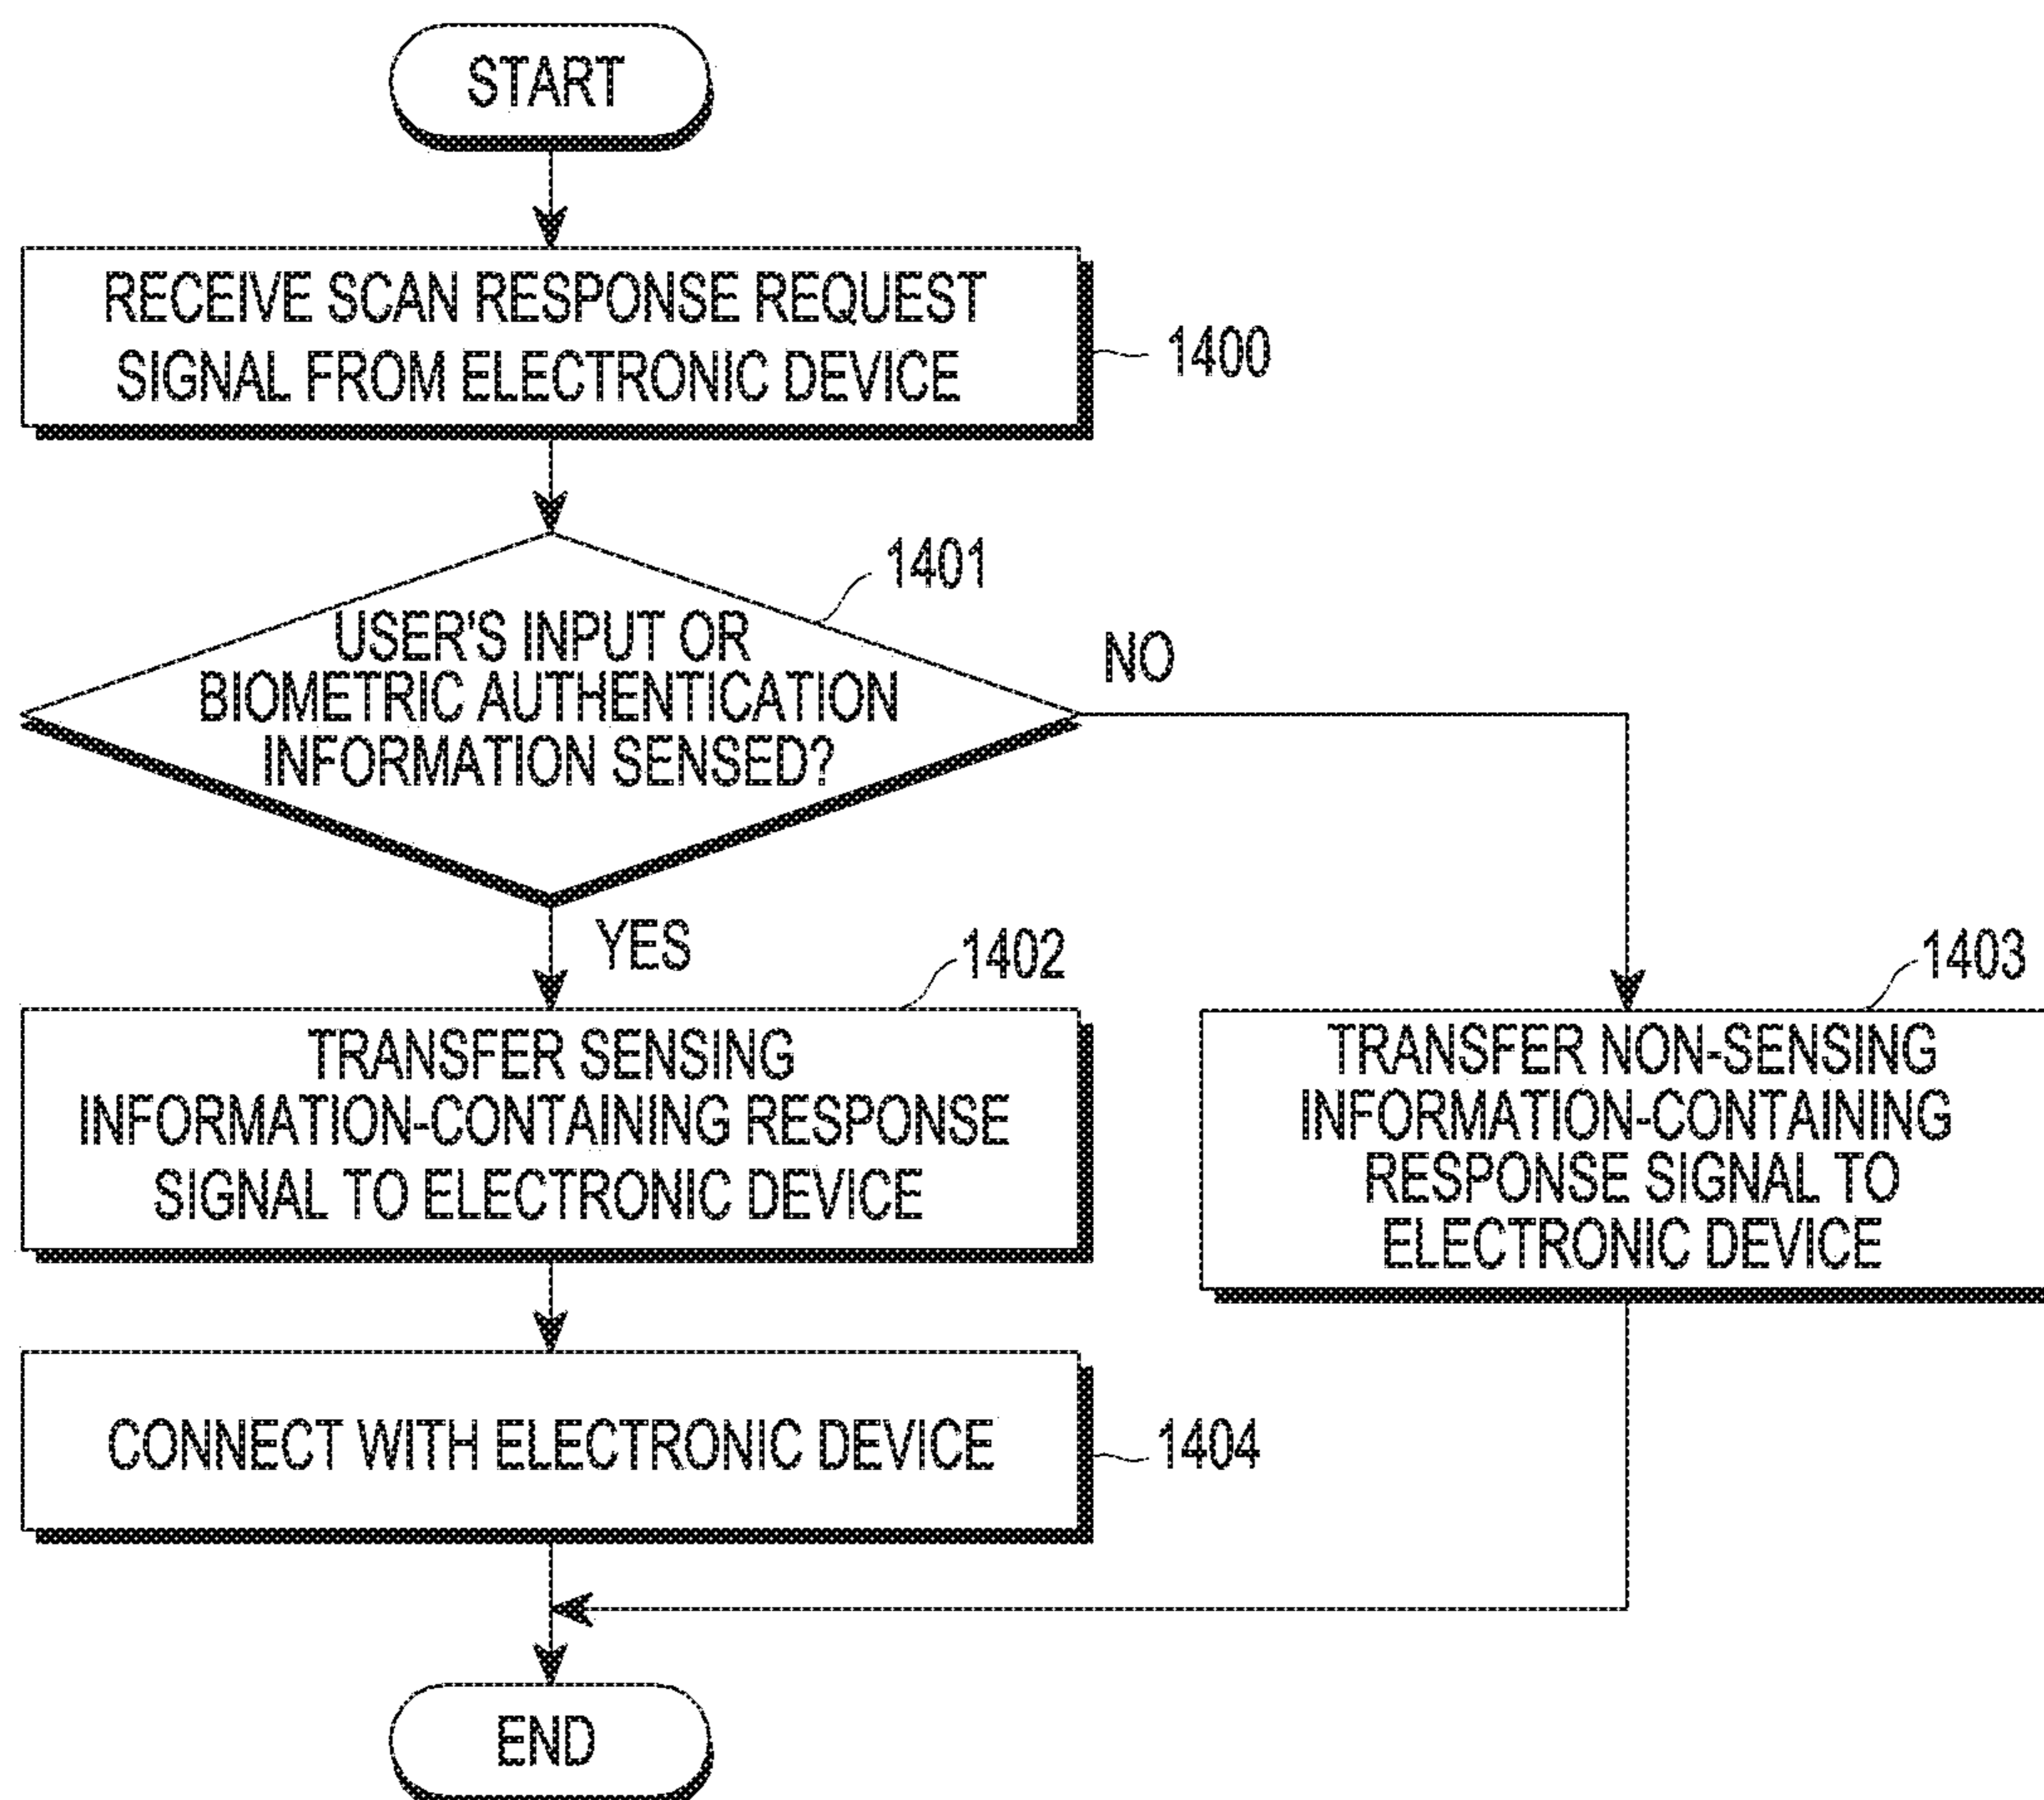 START
RECEIVE SCAN RESPONSE REQUEST
SIGNAL FROM ELECTRONIC DEVICE
1400
1401
USER'S INPUT OR
BIOMETRIC AUTHENTICATION
INFORMATION SENSED?
NO
YES
1402
TRANSFER SENSING
INFORMATION-CONTAINING RESPONSE
SIGNAL TO ELECTRONIC DEVICE
1403
TRANSFER NON-SENSING
INFORMATION-CONTAINING
RESPONSE SIGNAL TO
ELECTRONIC DEVICE
CONNECT WITH ELECTRONIC DEVICE
1404
END